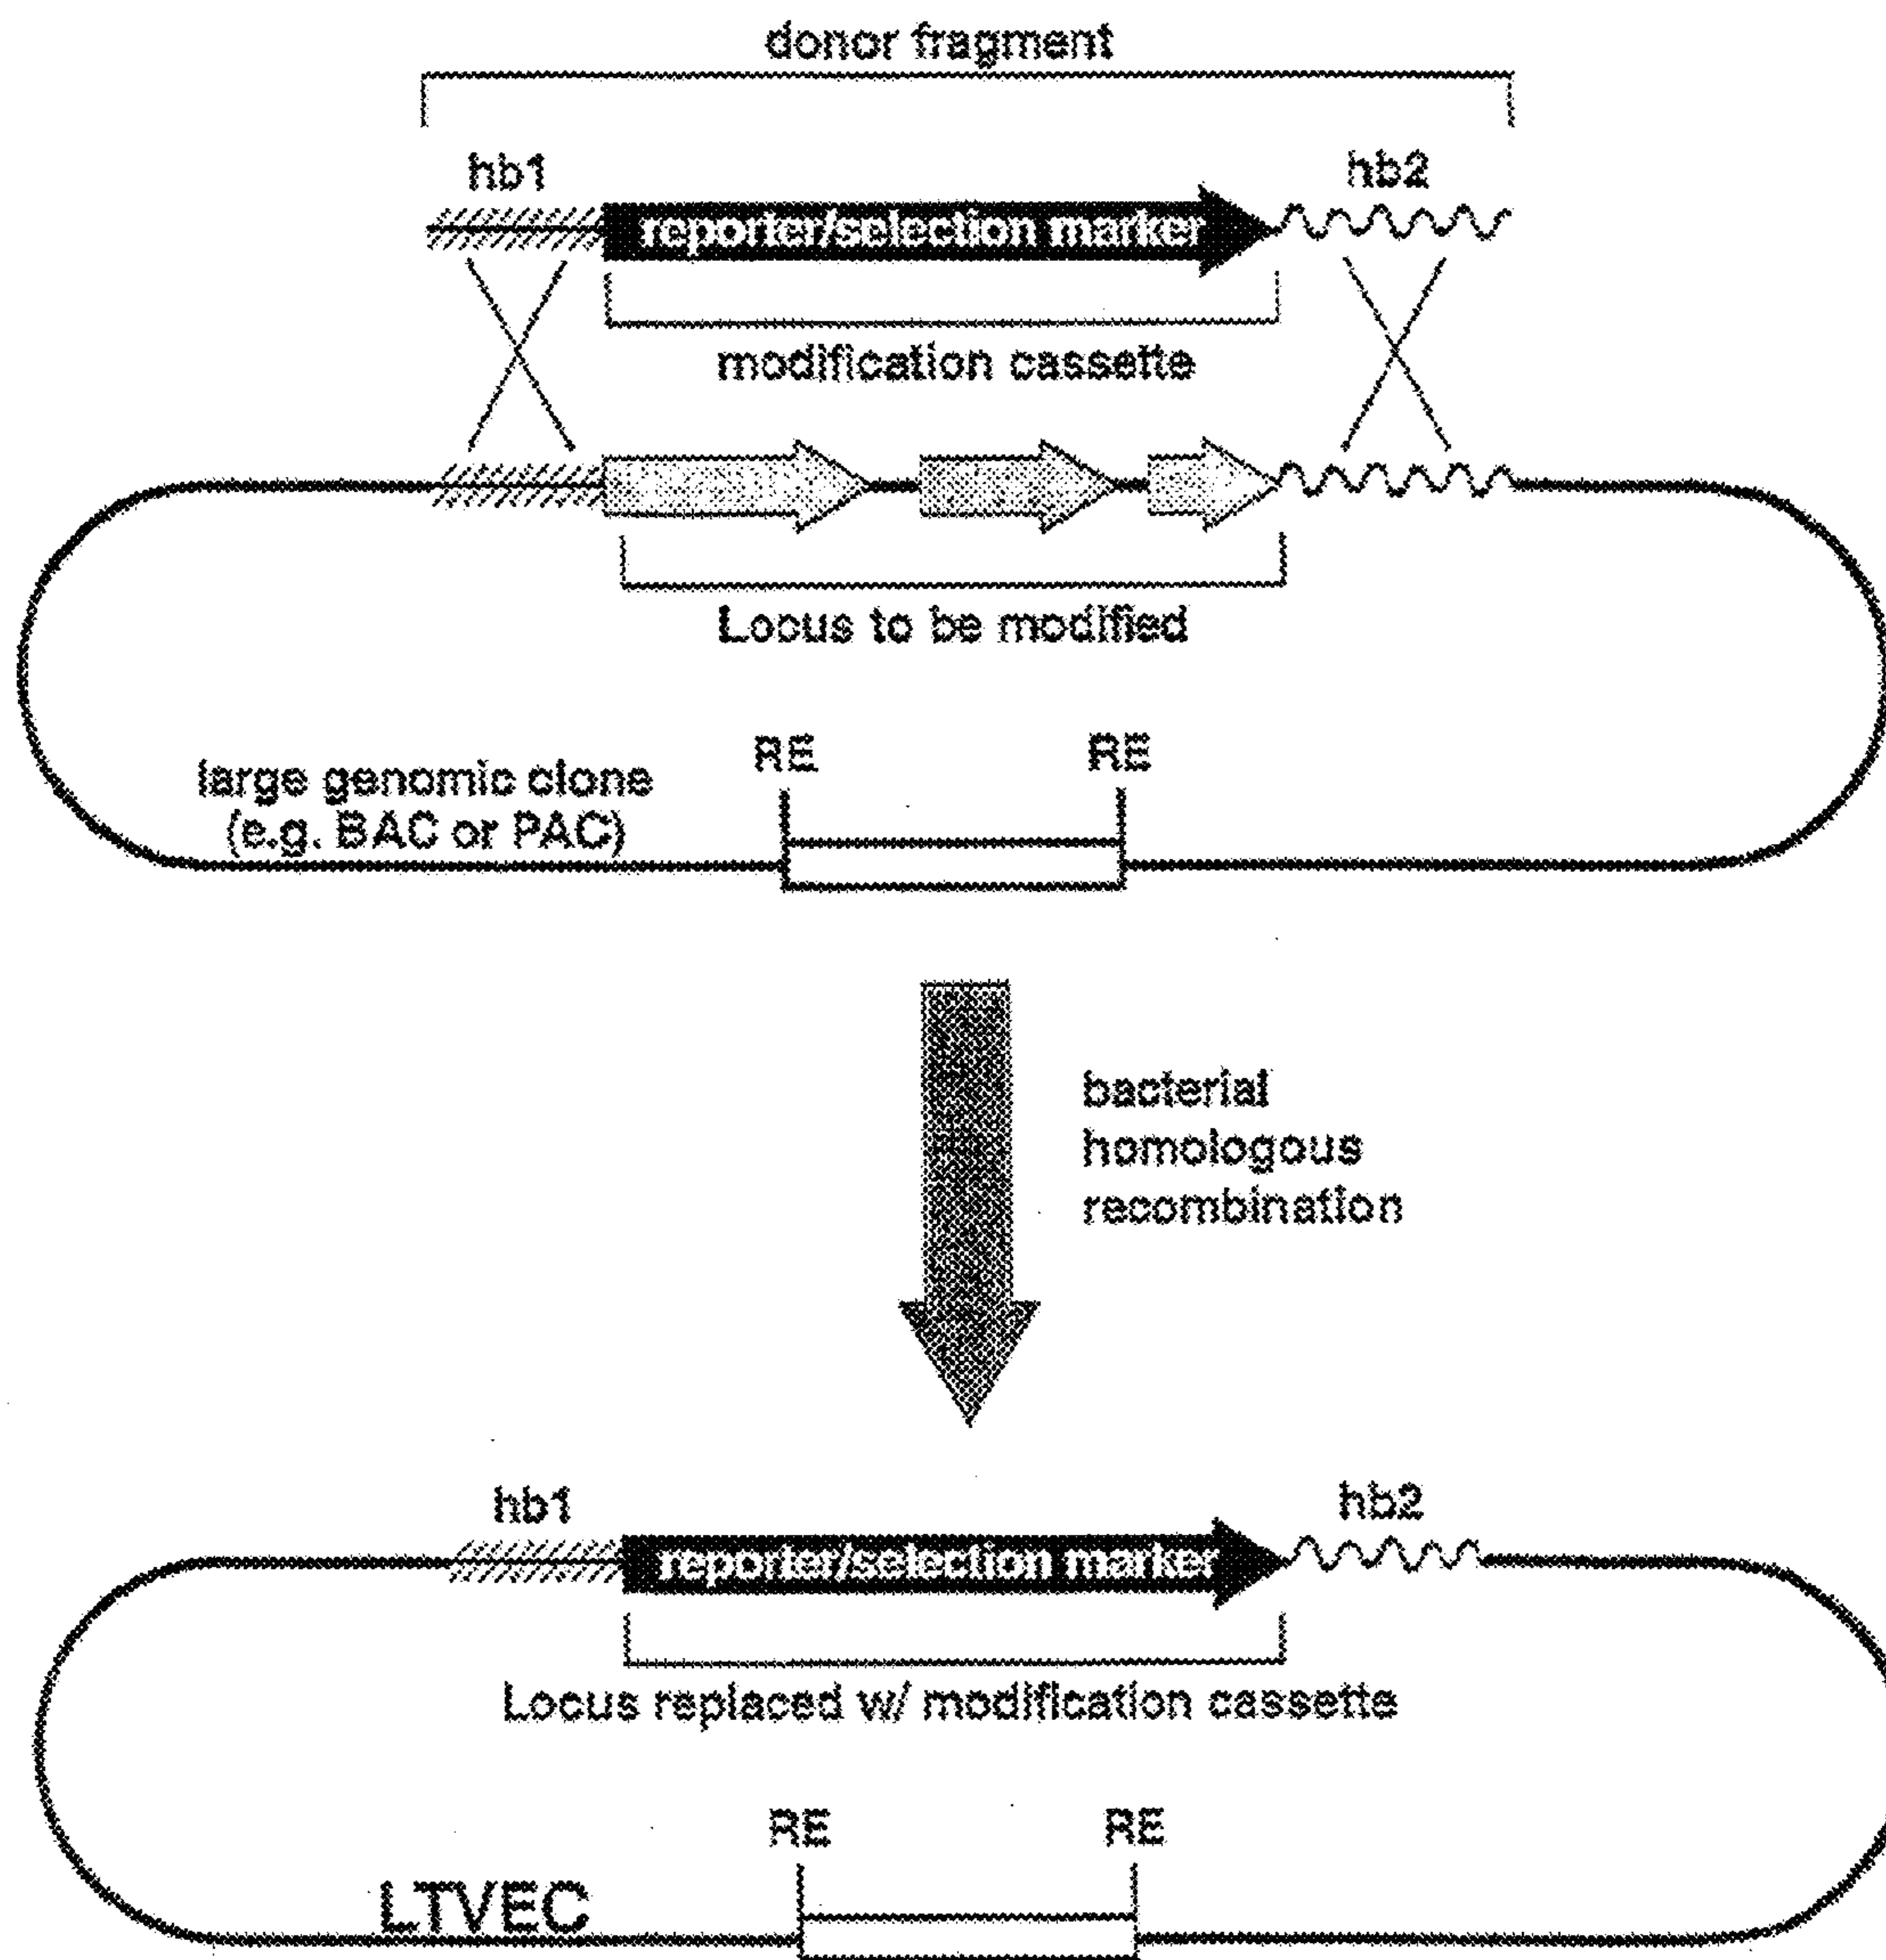 donor fragment
hb1
hb2
reporter/selection marker
modification cassette
Locus to be modified
RE
RE
large genomic clone
(e.g. BAC or PAC)
bacterial
homologous
recombination
hb1
hb2
reporter/selection marker
Locus replaced w/ modification cassette
RE
RE
LTVEC